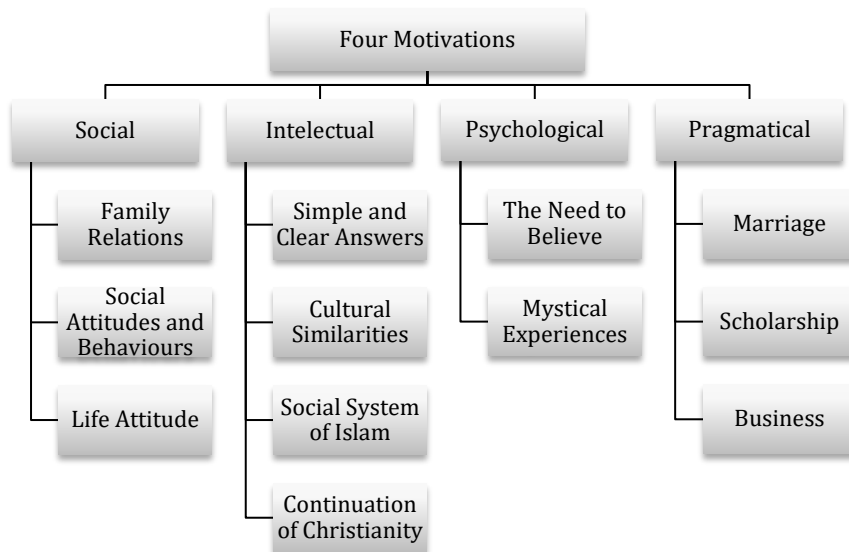 Four Motivations
Social
Family
Relations
Social
Attitudes and
Behaviours
Life Attitude
Intelectual
Simple and
Clear Answers
Cultural
Similarities
Social System
of Islam
Continuation
of Christianity
Psychological
The Need to
Believe
Mystical
Experiences
Pragmatical
Marriage
Scholarship
Business